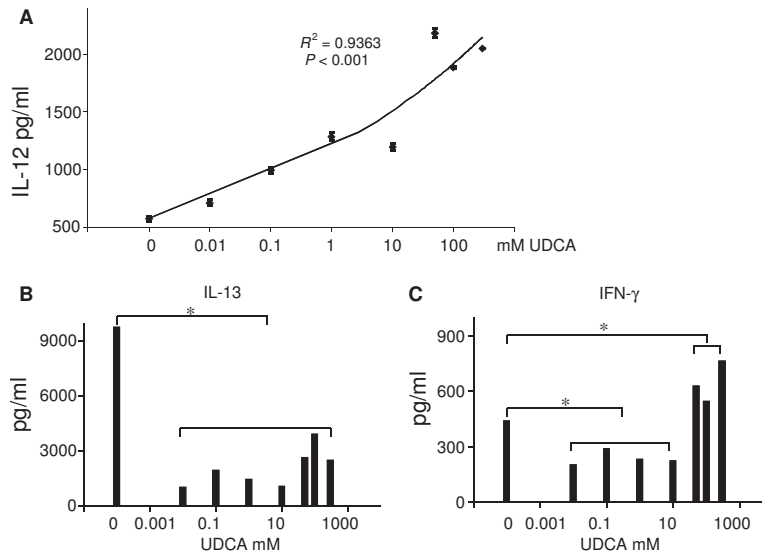 A
R² = 0.9363
P < 0.001
IL-12 pg/ml
2000
1500
1000
500
0 0.01 0.1 1 10 100 mM UDCA
B
IL-13
*
pg/ml
9000
6000
3000
0
0 0.001 0.1 10 1000
UDCA mM
C
IFN-γ
*
*
pg/ml
900
600
300
0
0 0.001 0.1 10 1000
UDCA mM